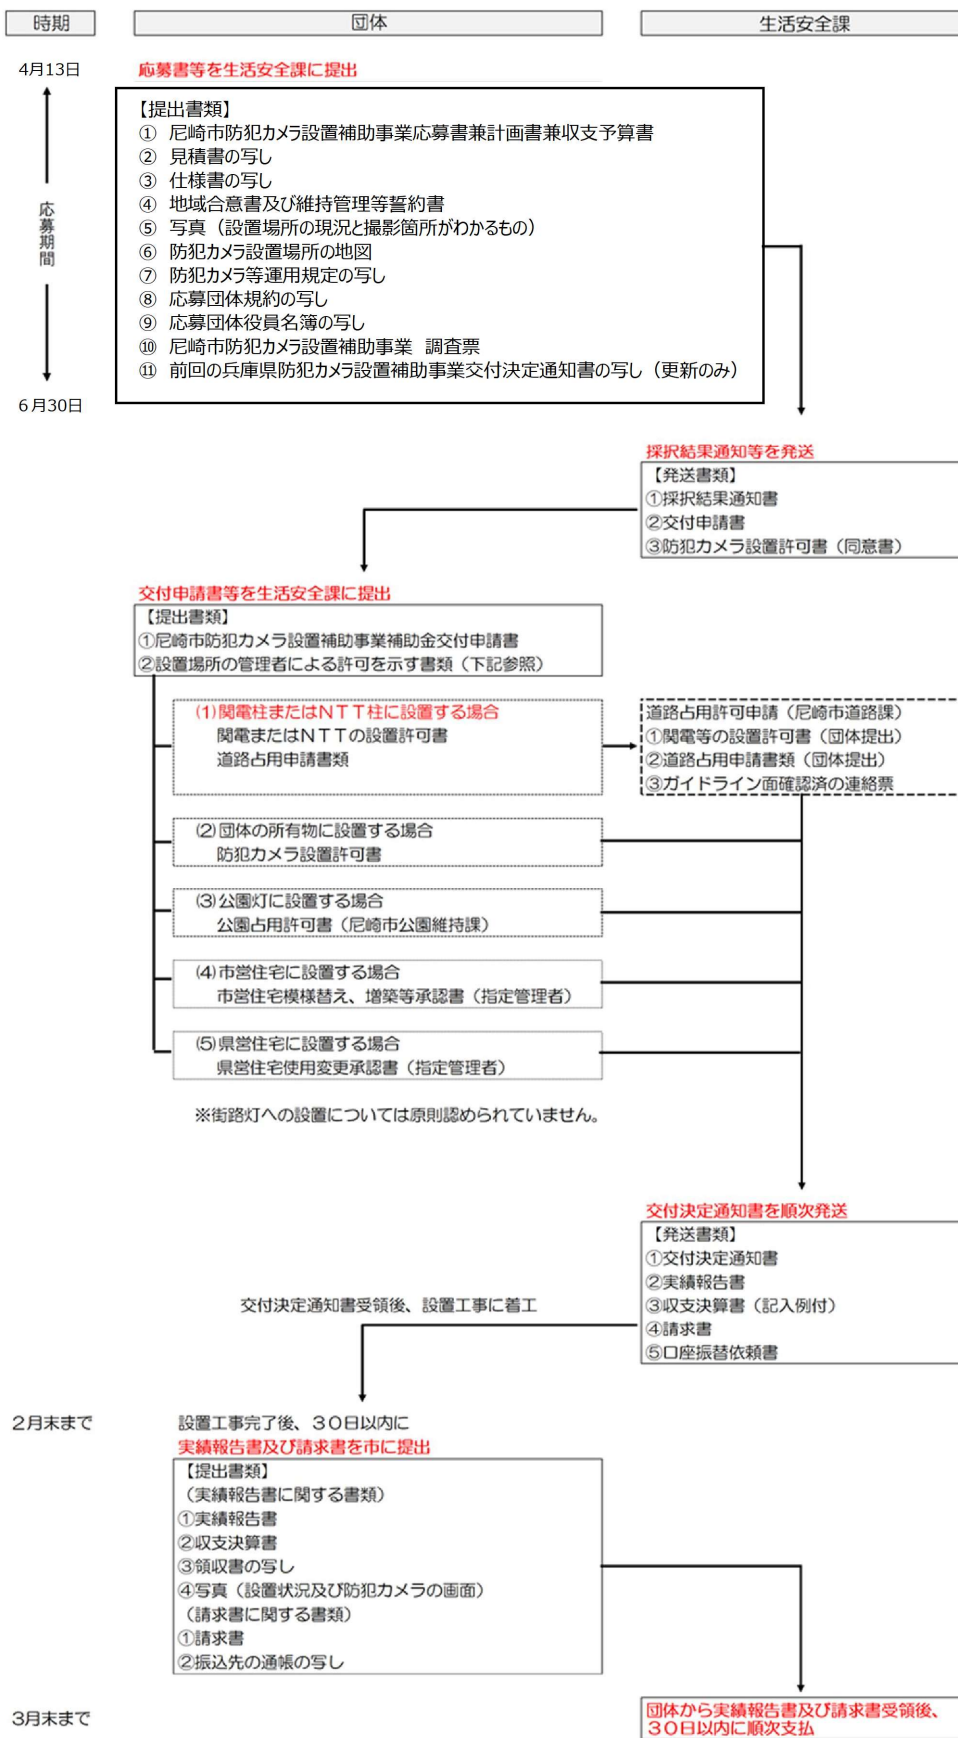 時期
団体
生活安全課
4月13日
応募書等を生活安全課に提出
【提出書類】
① 尼崎市防犯カメラ設置補助事業応募書兼計画書兼収支予算書
② 見積書の写し
③ 仕様書の写し
④ 地域合意書及び維持管理等誓約書
⑤ 写真（設置場所の現況と撮影箇所がわかるもの）
⑥ 防犯カメラ設置場所の地図
⑦ 防犯カメラ等運用規定の写し
⑧ 応募団体規約の写し
⑨ 応募団体役員名簿の写し
⑩ 尼崎市防犯カメラ設置補助事業 調査票
⑪ 前回の兵庫県防犯カメラ設置補助事業交付決定通知書の写し（更新のみ）
応募期間
6月30日
採択結果通知等を発送
【発送書類】
①採択結果通知書
②交付申請書
③防犯カメラ設置許可書（同意書）
交付申請書等を生活安全課に提出
【提出書類】
①尼崎市防犯カメラ設置補助事業補助金交付申請書
②設置場所の管理者による許可を示す書類（下記参照）
(1)関電柱またはＮＴＴ柱に設置する場合
関電またはＮＴＴの設置許可書
道路占用申請書類
道路占用許可申請（尼崎市道路課）
①関電等の設置許可書（団体提出）
②道路占用申請書類（団体提出）
③ガイドライン面確認済の連絡票
(2)団体の所有物に設置する場合
防犯カメラ設置許可書
(3)公園灯に設置する場合
公園占用許可書（尼崎市公園維持課）
(4)市営住宅に設置する場合
市営住宅模様替え、増築等承認書（指定管理者）
(5)県営住宅に設置する場合
県営住宅使用変更承認書（指定管理者）
※街路灯への設置については原則認められていません。
交付決定通知書を順次発送
【発送書類】
①交付決定通知書
②実績報告書
③収支決算書（記入例付）
④請求書
⑤口座振替依頼書
交付決定通知書受領後、設置工事に着工
2月末まで
設置工事完了後、３０日以内に
実績報告書及び請求書を市に提出
【提出書類】
（実績報告書に関する書類）
①実績報告書
②収支決算書
③領収書の写し
④写真（設置状況及び防犯カメラの画面）
（請求書に関する書類）
①請求書
②振込先の通帳の写し
3月末まで
団体から実績報告書及び請求書受領後、
３０日以内に順次支払